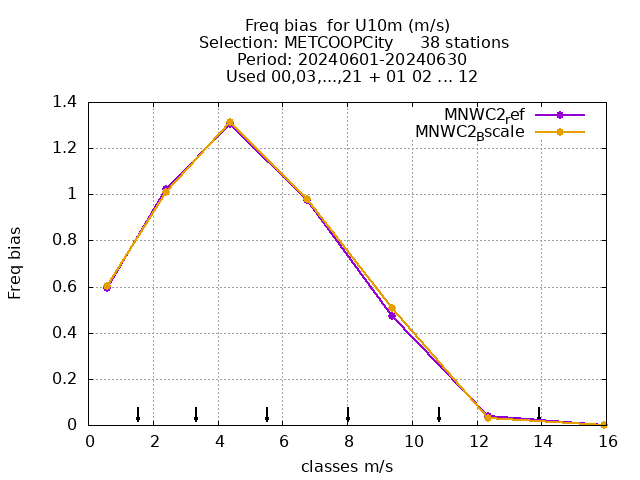 Freq bias  for U10m (m/s)
Selection: METCOOPCity     38 stations
Period: 20240601-20240630
Used 00,03,...,21 + 01 02 ... 12
MNWC2ref
MNWC2Bscale
1.4
1.2
1
0.8
0.6
0.4
0.2
0
Freq bias
0 2 4 6 8 10 12 14 16
classes m/s